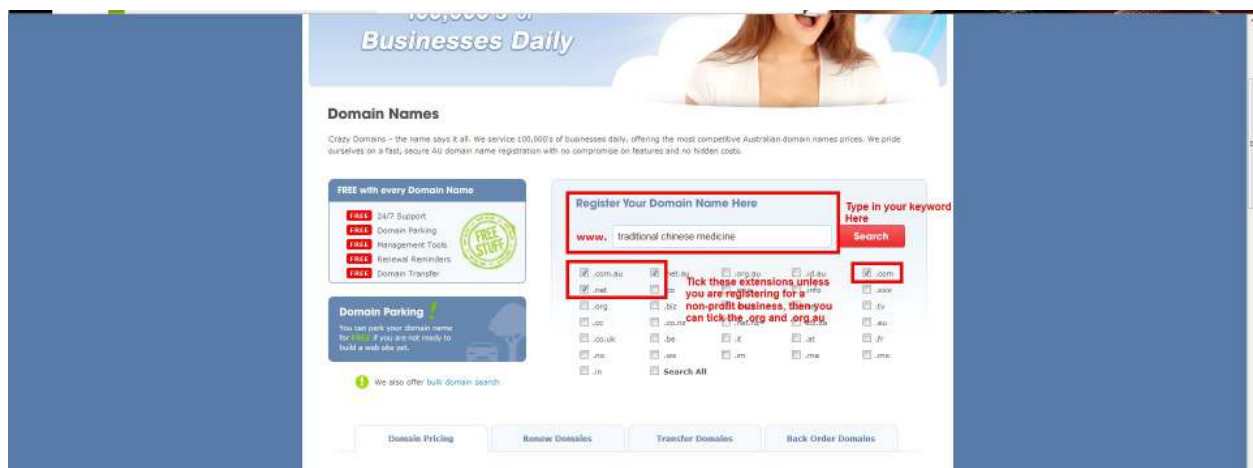 100,000's of
Businesses Daily
Domain Names
Crazy Domains – the name says it all. We service 100,000's of businesses daily, offering the most competitive Australian domain names prices. We pride
ourselves on a fast, secure AU domain name registration with no compromise on features and no hidden costs.
FREE with every Domain Name
FREE 24/7 Support
FREE Domain Parking
FREE Management Tools
FREE Renewal Reminders
FREE Domain Transfer
FREE STUFF
Domain Parking !
You can park your domain name
for FREE if you are not ready to
build a web site yet.
! We also offer bulk domain search
Register Your Domain Name Here
www. traditional chinese medicine
Search
Type in your keyword
Here
.com.au .net.au .org.au .id.au .com
.net .co .info .xxx
.org .biz .tv
.cc .co.nz .eu
.co.uk .be .it .at .fr
.ws .me
.in Search All
Tick these extensions unless
you are registering for a
non-profit business, then you
can tick the .org and .org.au
Domain Pricing
Renew Domains
Transfer Domains
Back Order Domains